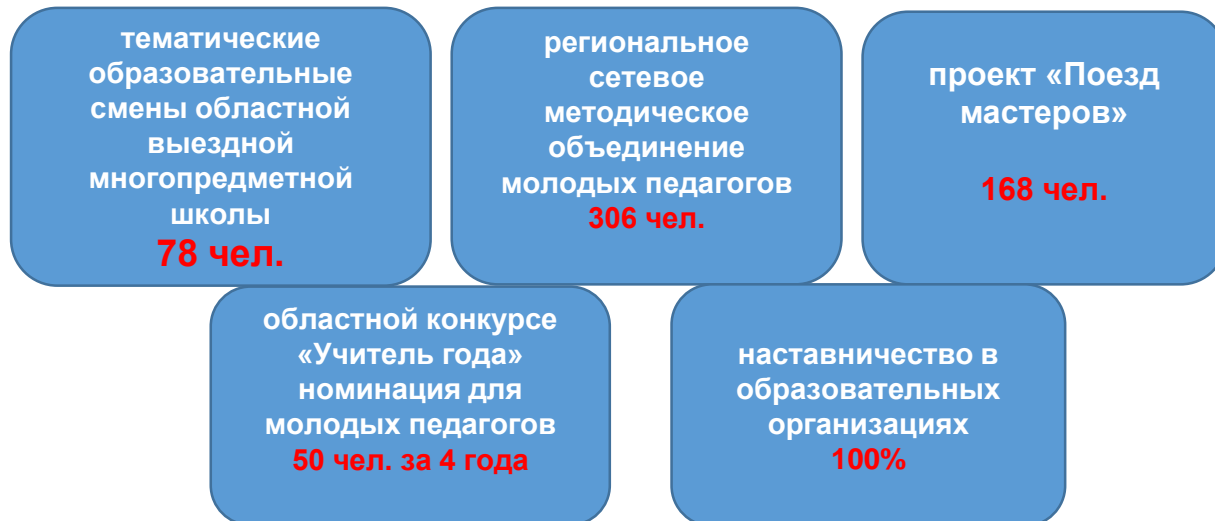 тематические
образовательные
смены областной
выездной
многопредметной
школы
78 чел.
региональное
сетевое
методическое
объединение
молодых педагогов
306 чел.
проект «Поезд
мастеров»
168 чел.
областной конкурсе
«Учитель года»
номинация для
молодых педагогов
50 чел. за 4 года
наставничество в
образовательных
организациях
100%